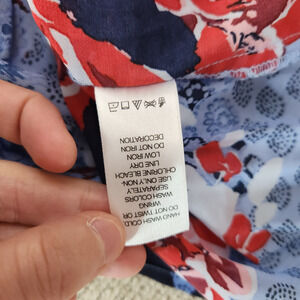 HAND WASH COLD
DO NOT TWIST OR
WRING
WASH COLORS
SEPARATELY
USE ONLY NON-
CHLORINE BLEACH
LINE DRY
LOW IRON
DO NOT IRON
DECORATION